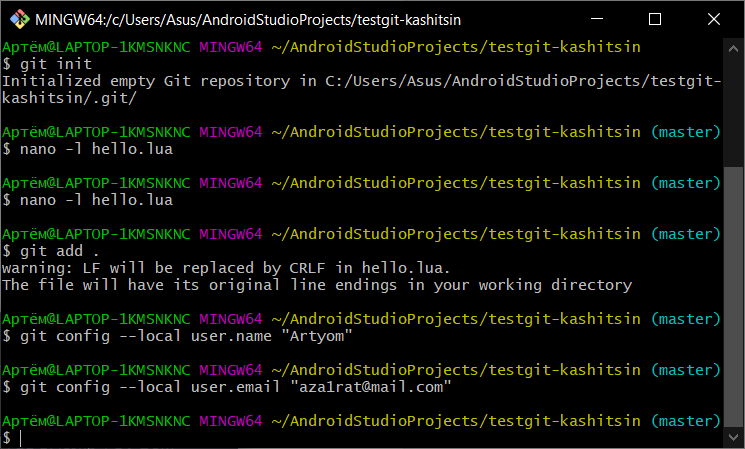 MINGW64:/c/Users/Asus/AndroidStudioProjects/testgit-kashitsin
Артём@LAPTOP-1KMSNKNC MINGW64 ~/AndroidStudioProjects/testgit-kashitsin
$ git init
Initialized empty Git repository in C:/Users/Asus/AndroidStudioProjects/testgit-
kashitsin/.git/
Артём@LAPTOP-1KMSNKNC MINGW64 ~/AndroidStudioProjects/testgit-kashitsin (master)
$ nano -l hello.lua
Артём@LAPTOP-1KMSNKNC MINGW64 ~/AndroidStudioProjects/testgit-kashitsin (master)
$ nano -l hello.lua
Артём@LAPTOP-1KMSNKNC MINGW64 ~/AndroidStudioProjects/testgit-kashitsin (master)
$ git add .
warning: LF will be replaced by CRLF in hello.lua.
The file will have its original line endings in your working directory
Артём@LAPTOP-1KMSNKNC MINGW64 ~/AndroidStudioProjects/testgit-kashitsin (master)
$ git config --local user.name "Artyom"
Артём@LAPTOP-1KMSNKNC MINGW64 ~/AndroidStudioProjects/testgit-kashitsin (master)
$ git config --local user.email "aza1rat@mail.com"
Артём@LAPTOP-1KMSNKNC MINGW64 ~/AndroidStudioProjects/testgit-kashitsin (master)
$